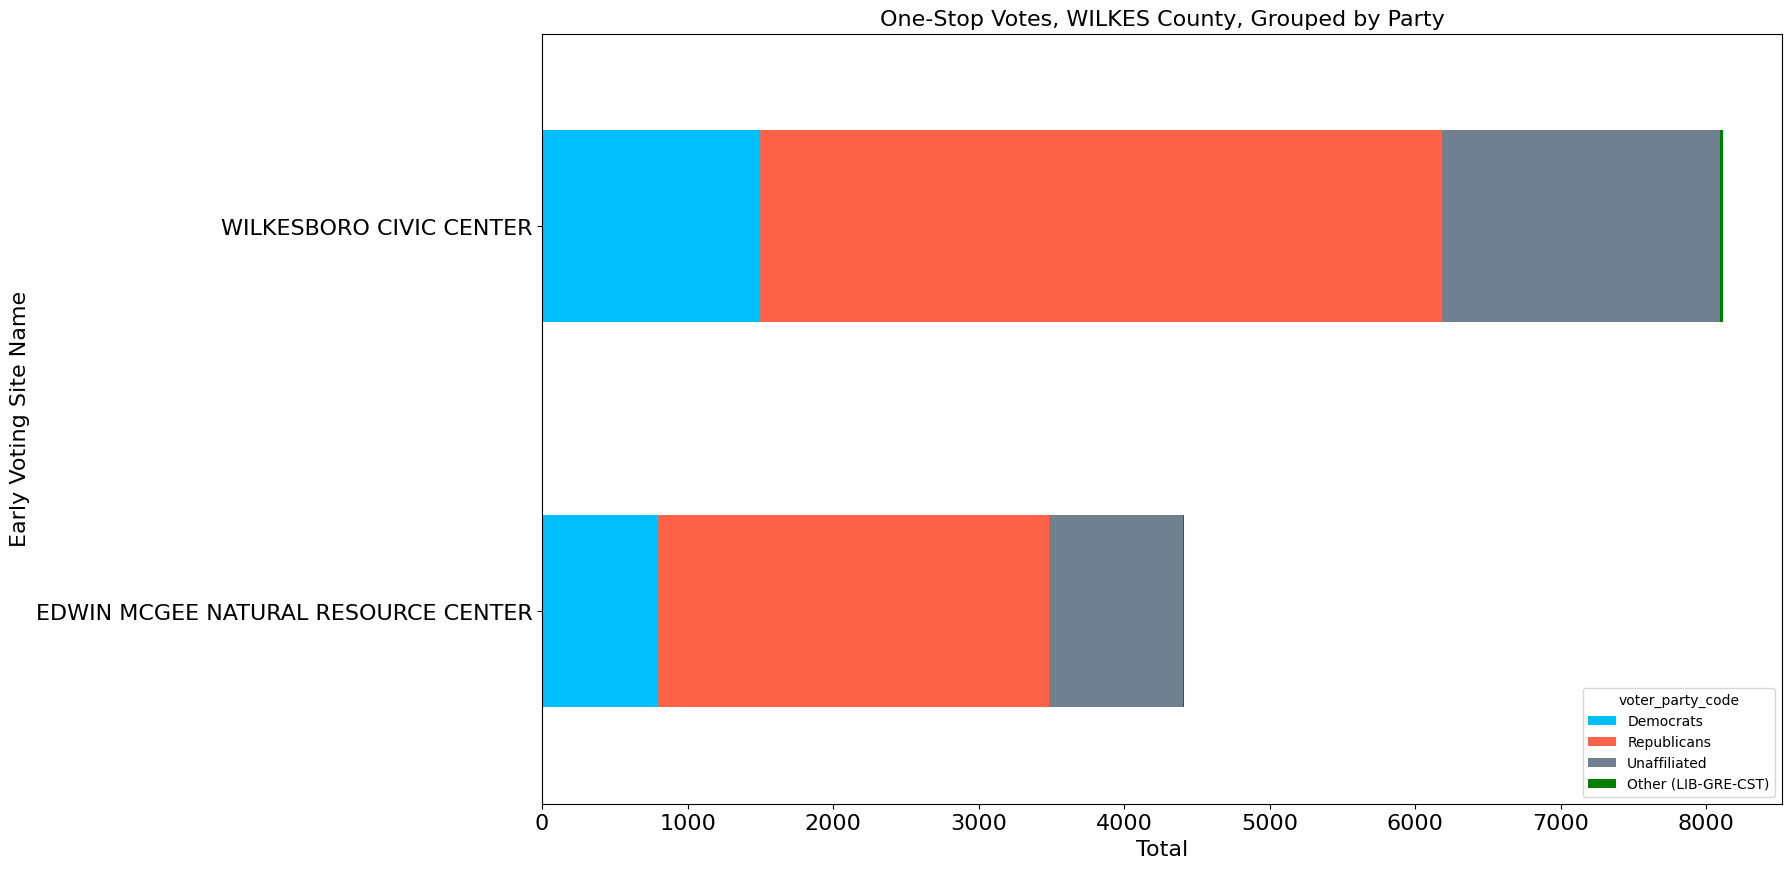 One-Stop Votes, WILKES County, Grouped by Party
Early Voting Site Name
WILKESBORO CIVIC CENTER
EDWIN MCGEE NATURAL RESOURCE CENTER
voter_party_code
Democrats
Republicans
Unaffiliated
Other (LIB-GRE-CST)
0 1000 2000 3000 4000 5000 6000 7000 8000
Total